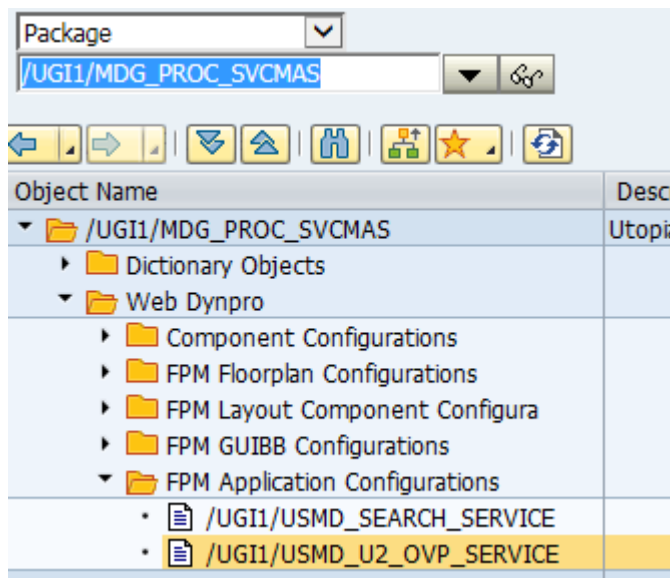 Package
/UGI1/MDG_PROC_SVCMAS
Object Name Desc
/UGI1/MDG_PROC_SVCMAS Utopia
Dictionary Objects
Web Dynpro
Component Configurations
FPM Floorplan Configurations
FPM Layout Component Configura
FPM GUIBB Configurations
FPM Application Configurations
/UGI1/USMD_SEARCH_SERVICE
/UGI1/USMD_U2_OVP_SERVICE